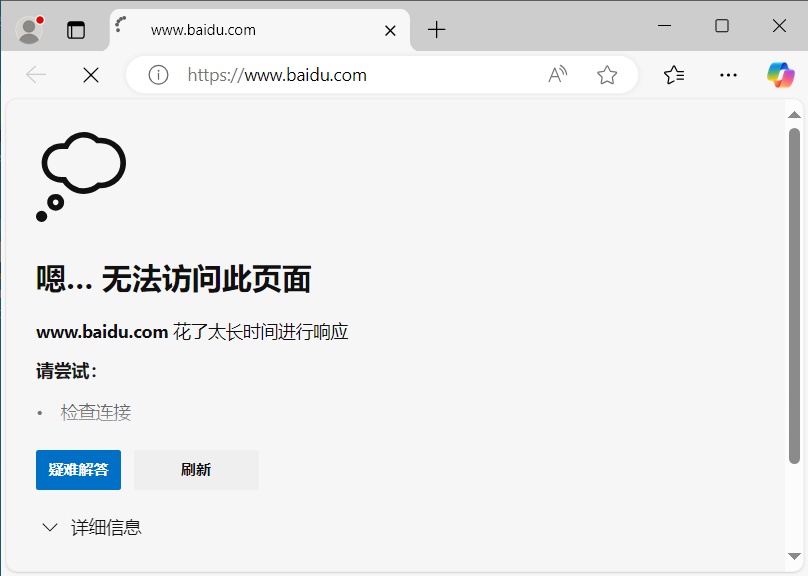 www.baidu.com
https://www.baidu.com
嗯... 无法访问此页面
www.baidu.com 花了太长时间进行响应
请尝试：
• 检查连接
疑难解答
刷新
详细信息